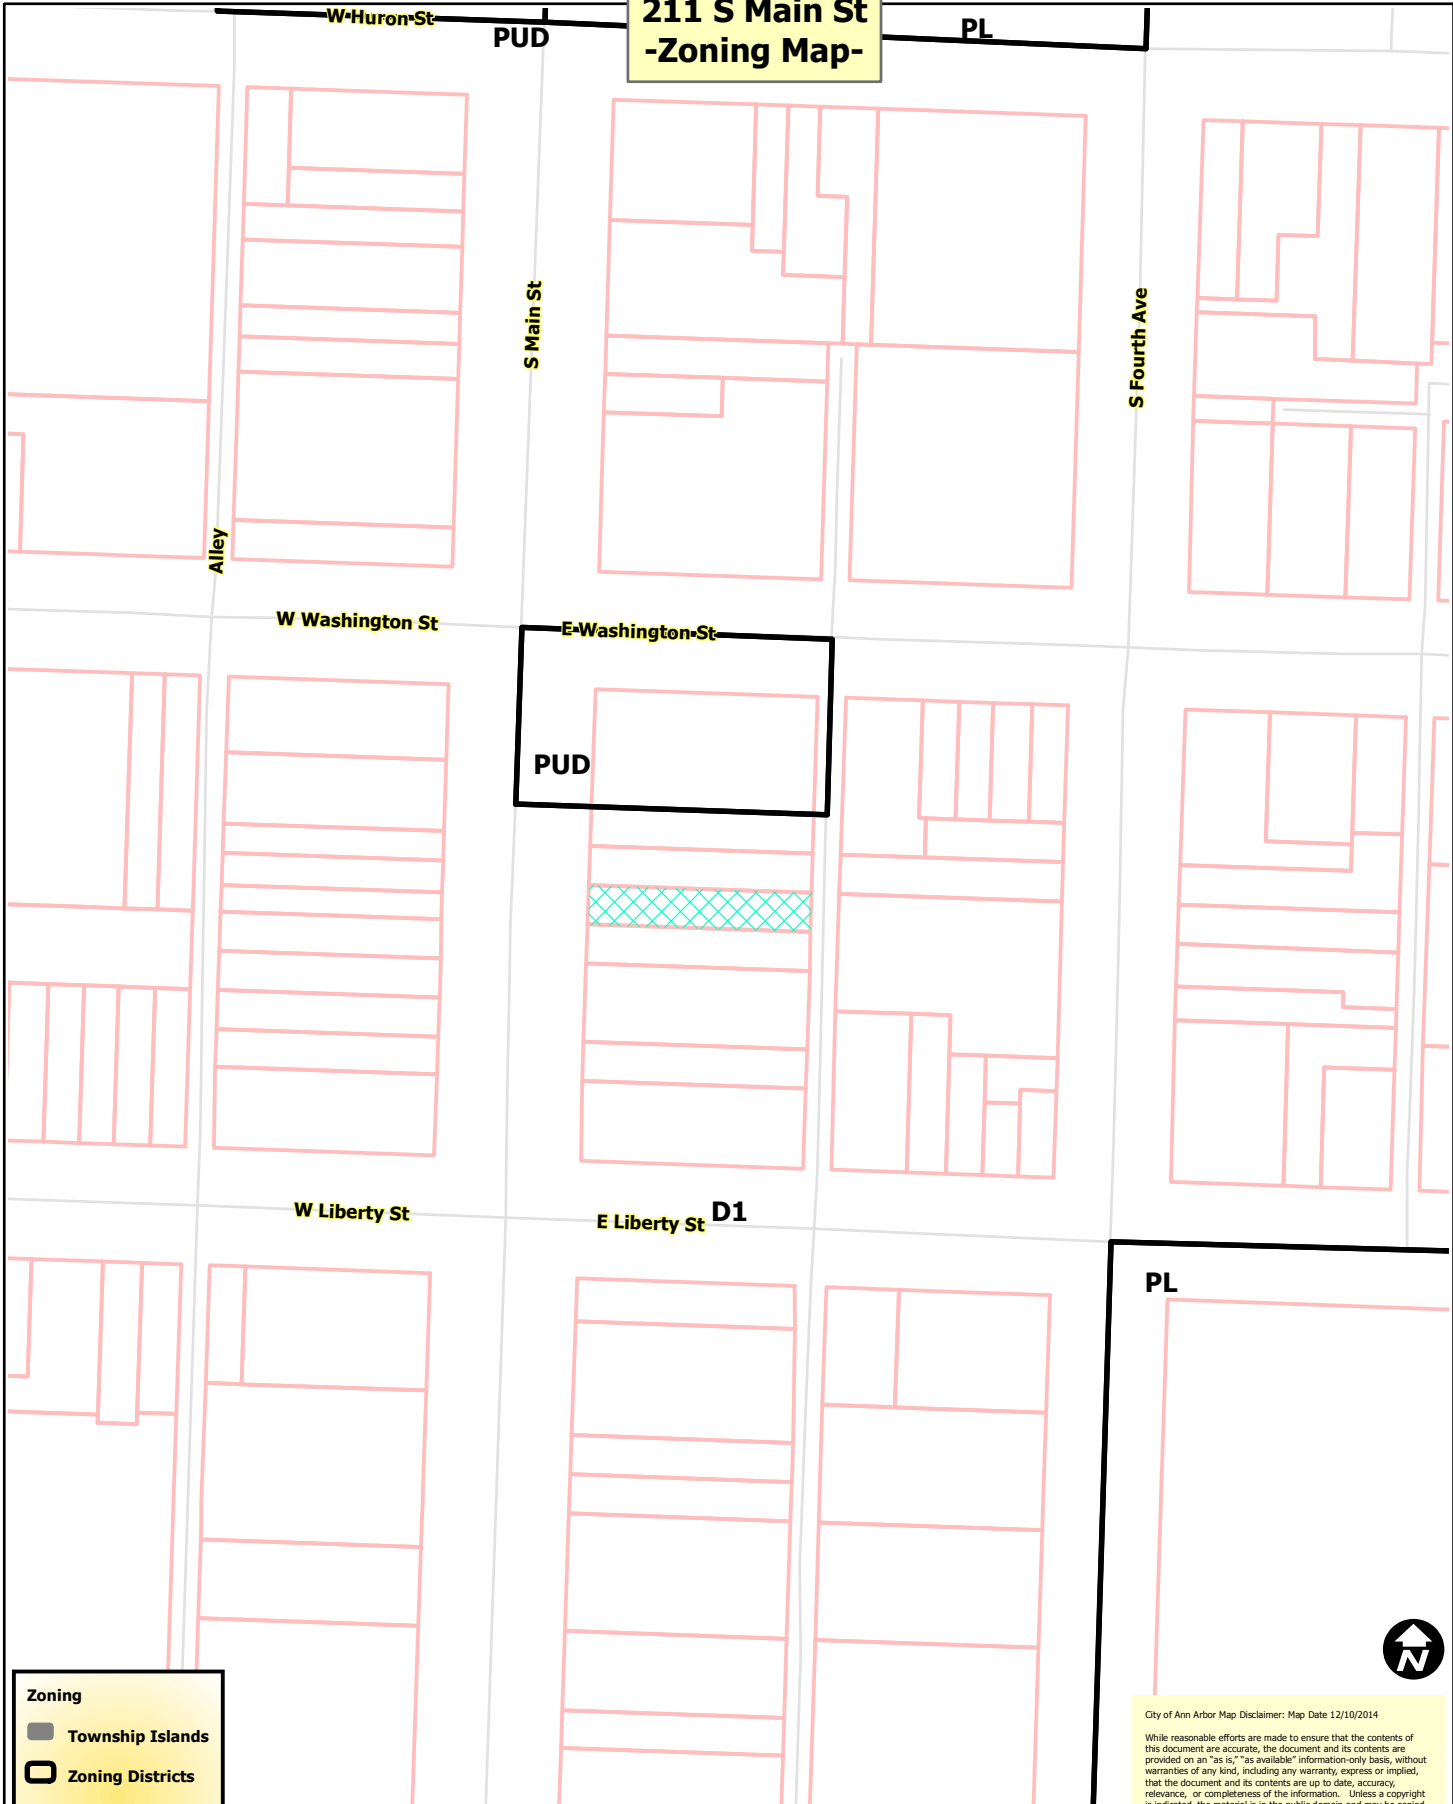 W Huron St
PUD
211 S Main St
-Zoning Map-
PL
S Main St
S Fourth Ave
Alley
W Washington St
E Washington St
PUD
W Liberty St
E Liberty St
D1
PL
N
Zoning
Township Islands
Zoning Districts
City of Ann Arbor Map Disclaimer: Map Date 12/10/2014
While reasonable efforts are made to ensure that the contents of
this document are accurate, the document and its contents are
provided on an "as is," "as available" information-only basis, without
warranties of any kind, including any warranty, express or implied,
that the document and its contents are up to date, accuracy,
relevance, or completeness of the information. Unless a copyright